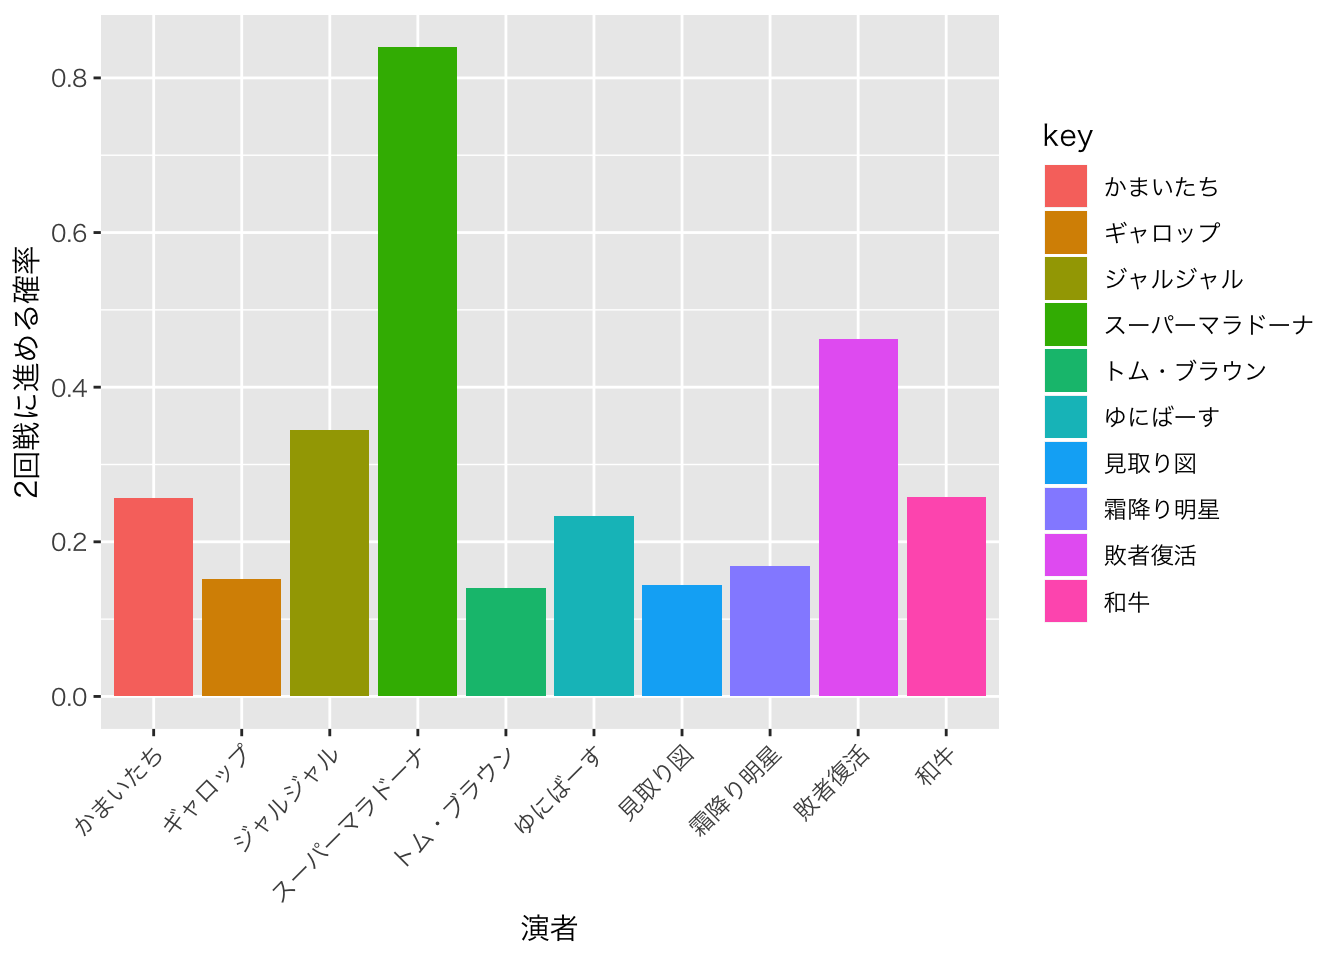 2回戦に進める確率
0.8
0.6
0.4
0.2
0.0
かまいたち
ギャロップ
ジャルジャル
スーパーマラドーナ
トム・ブラウン
ゆにばーす
見取り図
霜降り明星
敗者復活
和牛
演者
key
かまいたち
ギャロップ
ジャルジャル
スーパーマラドーナ
トム・ブラウン
ゆにばーす
見取り図
霜降り明星
敗者復活
和牛